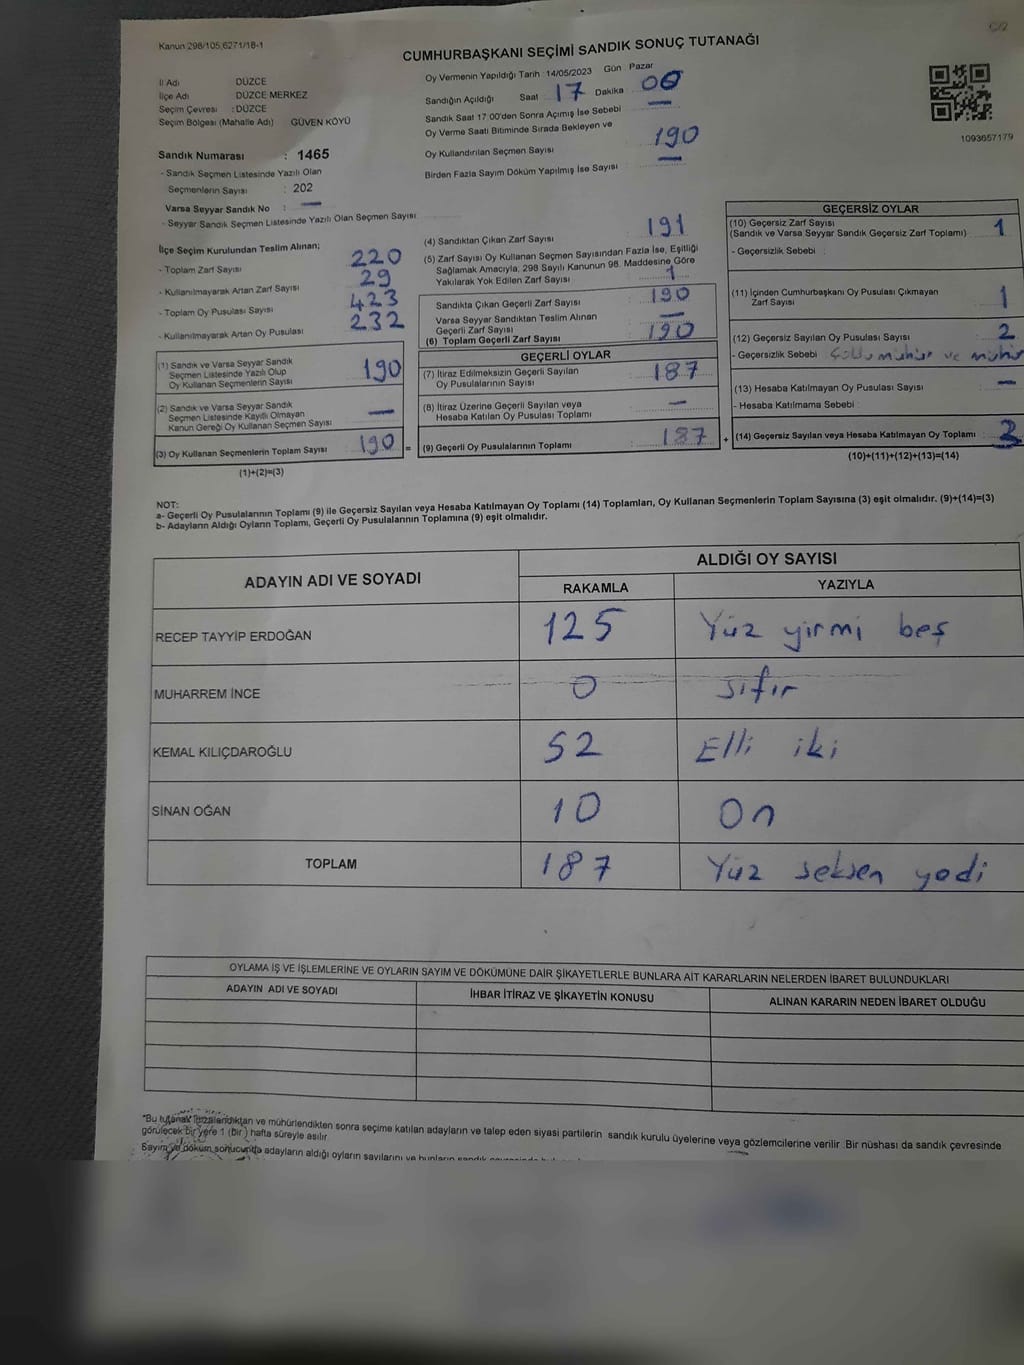 Kanun 298/105,6271/18-1
C/2
CUMHURBAŞKANI SEÇİMİ SANDIK SONUÇ TUTANAĞI
İl Adı DÜZCE
İlçe Adı DÜZCE MERKEZ
Seçim Çevresi : DÜZCE
Seçim Bölgesi (Mahalle Adı) GÜVEN KÖYÜ
Sandık Numarası : 1465
- Sandık Seçmen Listesinde Yazılı Olan
Seçmenlerin Sayısı : 202
Varsa Seyyar Sandık No : —
- Seyyar Sandık Seçmen Listesinde Yazılı Olan Seçmen Sayısı
Oy Vermenin Yapıldığı Tarih : 14/05/2023 Gün : Pazar
Sandığın Açıldığı Saat 17 Dakika 00
Sandık Saat 17:00'den Sonra Açımış İse Sebebi —
Oy Verme Saati Bitiminde Sırada Bekleyen ve
Oy Kullandırılan Seçmen Sayısı 190
Birden Fazla Sayım Döküm Yapılmış İse Sayısı —
1093657179
İlçe Seçim Kurulundan Teslim Alınan;
- Toplam Zarf Sayısı 220
- Kullanılmayarak Artan Zarf Sayısı 29
- Toplam Oy Pusulası Sayısı 423
- Kullanılmayarak Artan Oy Pusulası 232
(1) Sandık ve Varsa Seyyar Sandık
Seçmen Listesinde Yazılı Olup
Oy Kullanan Seçmenlerin Sayısı 190
(2) Sandık ve Varsa Seyyar Sandık
Seçmen Listesinde Kayıtlı Olmayan
Kanun Gereği Oy Kullanan Seçmen Sayısı —
(3) Oy Kullanan Seçmenlerin Toplam Sayısı 190 =
(1)+(2)=(3)
(4) Sandıktan Çıkan Zarf Sayısı 191
(5) Zarf Sayısı Oy Kullanan Seçmen Sayısından Fazla İse, Eşitliği
Sağlamak Amacıyla, 298 Sayılı Kanunun 98. Maddesine Göre
Yakılarak Yok Edilen Zarf Sayısı 1
Sandıkta Çıkan Geçerli Zarf Sayısı : 190
Varsa Seyyar Sandıktan Teslim Alınan
Geçerli Zarf Sayısı —
(6) Toplam Geçerli Zarf Sayısı : 190
GEÇERLİ OYLAR
(7) İtiraz Edilmeksizin Geçerli Sayılan
Oy Pusulalarının Sayısı : 187
(8) İtiraz Üzerine Geçerli Sayılan veya
Hesaba Katılan Oy Pusulası Toplamı : —
(9) Geçerli Oy Pusulalarının Toplamı : 187 +
GEÇERSİZ OYLAR
(10) Geçersiz Zarf Sayısı
(Sandık ve Varsa Seyyar Sandık Geçersiz Zarf Toplamı) 1
- Geçersizlik Sebebi :
(11) İçinden Cumhurbaşkanı Oy Pusulası Çıkmayan
Zarf Sayısı 1
(12) Geçersiz Sayılan Oy Pusulası Sayısı 2
- Geçersizlik Sebebi mühür ve mühür
(13) Hesaba Katılmayan Oy Pusulası Sayısı —
- Hesaba Katılmama Sebebi :
(14) Geçersiz Sayılan veya Hesaba Katılmayan Oy Toplamı
(10)+(11)+(12)+(13)=(14)
NOT:
a- Geçerli Oy Pusulalarının Toplamı (9) ile Geçersiz Sayılan veya Hesaba Katılmayan Oy Toplamı (14) Toplamları, Oy Kullanan Seçmenlerin Toplam Sayısına (3) eşit olmalıdır. (9)+(14)=(3)
b- Adayların Aldığı Oyların Toplamı, Geçerli Oy Pusulalarının Toplamına (9) eşit olmalıdır.
ADAYIN ADI VE SOYADI ALDIĞI OY SAYISI
RAKAMLA YAZIYLA
RECEP TAYYİP ERDOĞAN 125 Yüz yirmi beş
MUHARREM İNCE 0 sıfır
KEMAL KILIÇDAROĞLU 52 Elli iki
SİNAN OĞAN 10 On
TOPLAM 187 Yüz seksen yedi
OYLAMA İŞ VE İŞLEMLERİNE VE OYLARIN SAYIM VE DÖKÜMÜNE DAİR ŞİKAYETLERLE BUNLARA AİT KARARLARIN NELERDEN İBARET BULUNDUKLARI
ADAYIN ADI VE SOYADI İHBAR İTİRAZ VE ŞİKAYETİN KONUSU ALINAN KARARIN NEDEN İBARET OLDUĞU
*Bu tutanak imzalandıktan ve mühürlendikten sonra seçime katılan adayların ve talep eden siyasi partilerin sandık kurulu üyelerine veya gözlemcilerine verilir. Bir nüshası da sandık çevresinde
görülecek bir yere 1 (bir) hafta süreyle asılır.
Sayım ve döküm sonucunda adayların aldığı oyların sayılarını ve bunların